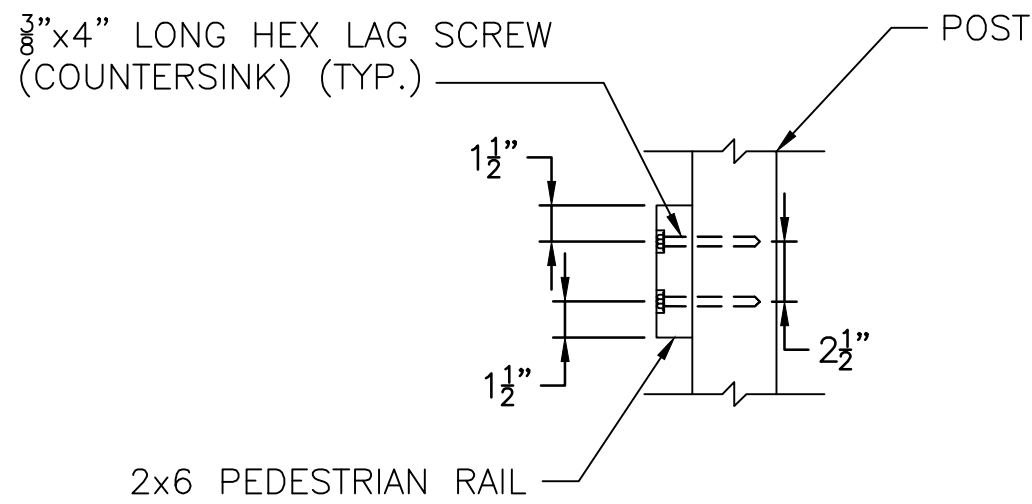 3/8"x4" LONG HEX LAG SCREW
(COUNTERSINK) (TYP.)
POST
1 1/2"
1 1/2"
2 1/2"
2x6 PEDESTRIAN RAIL